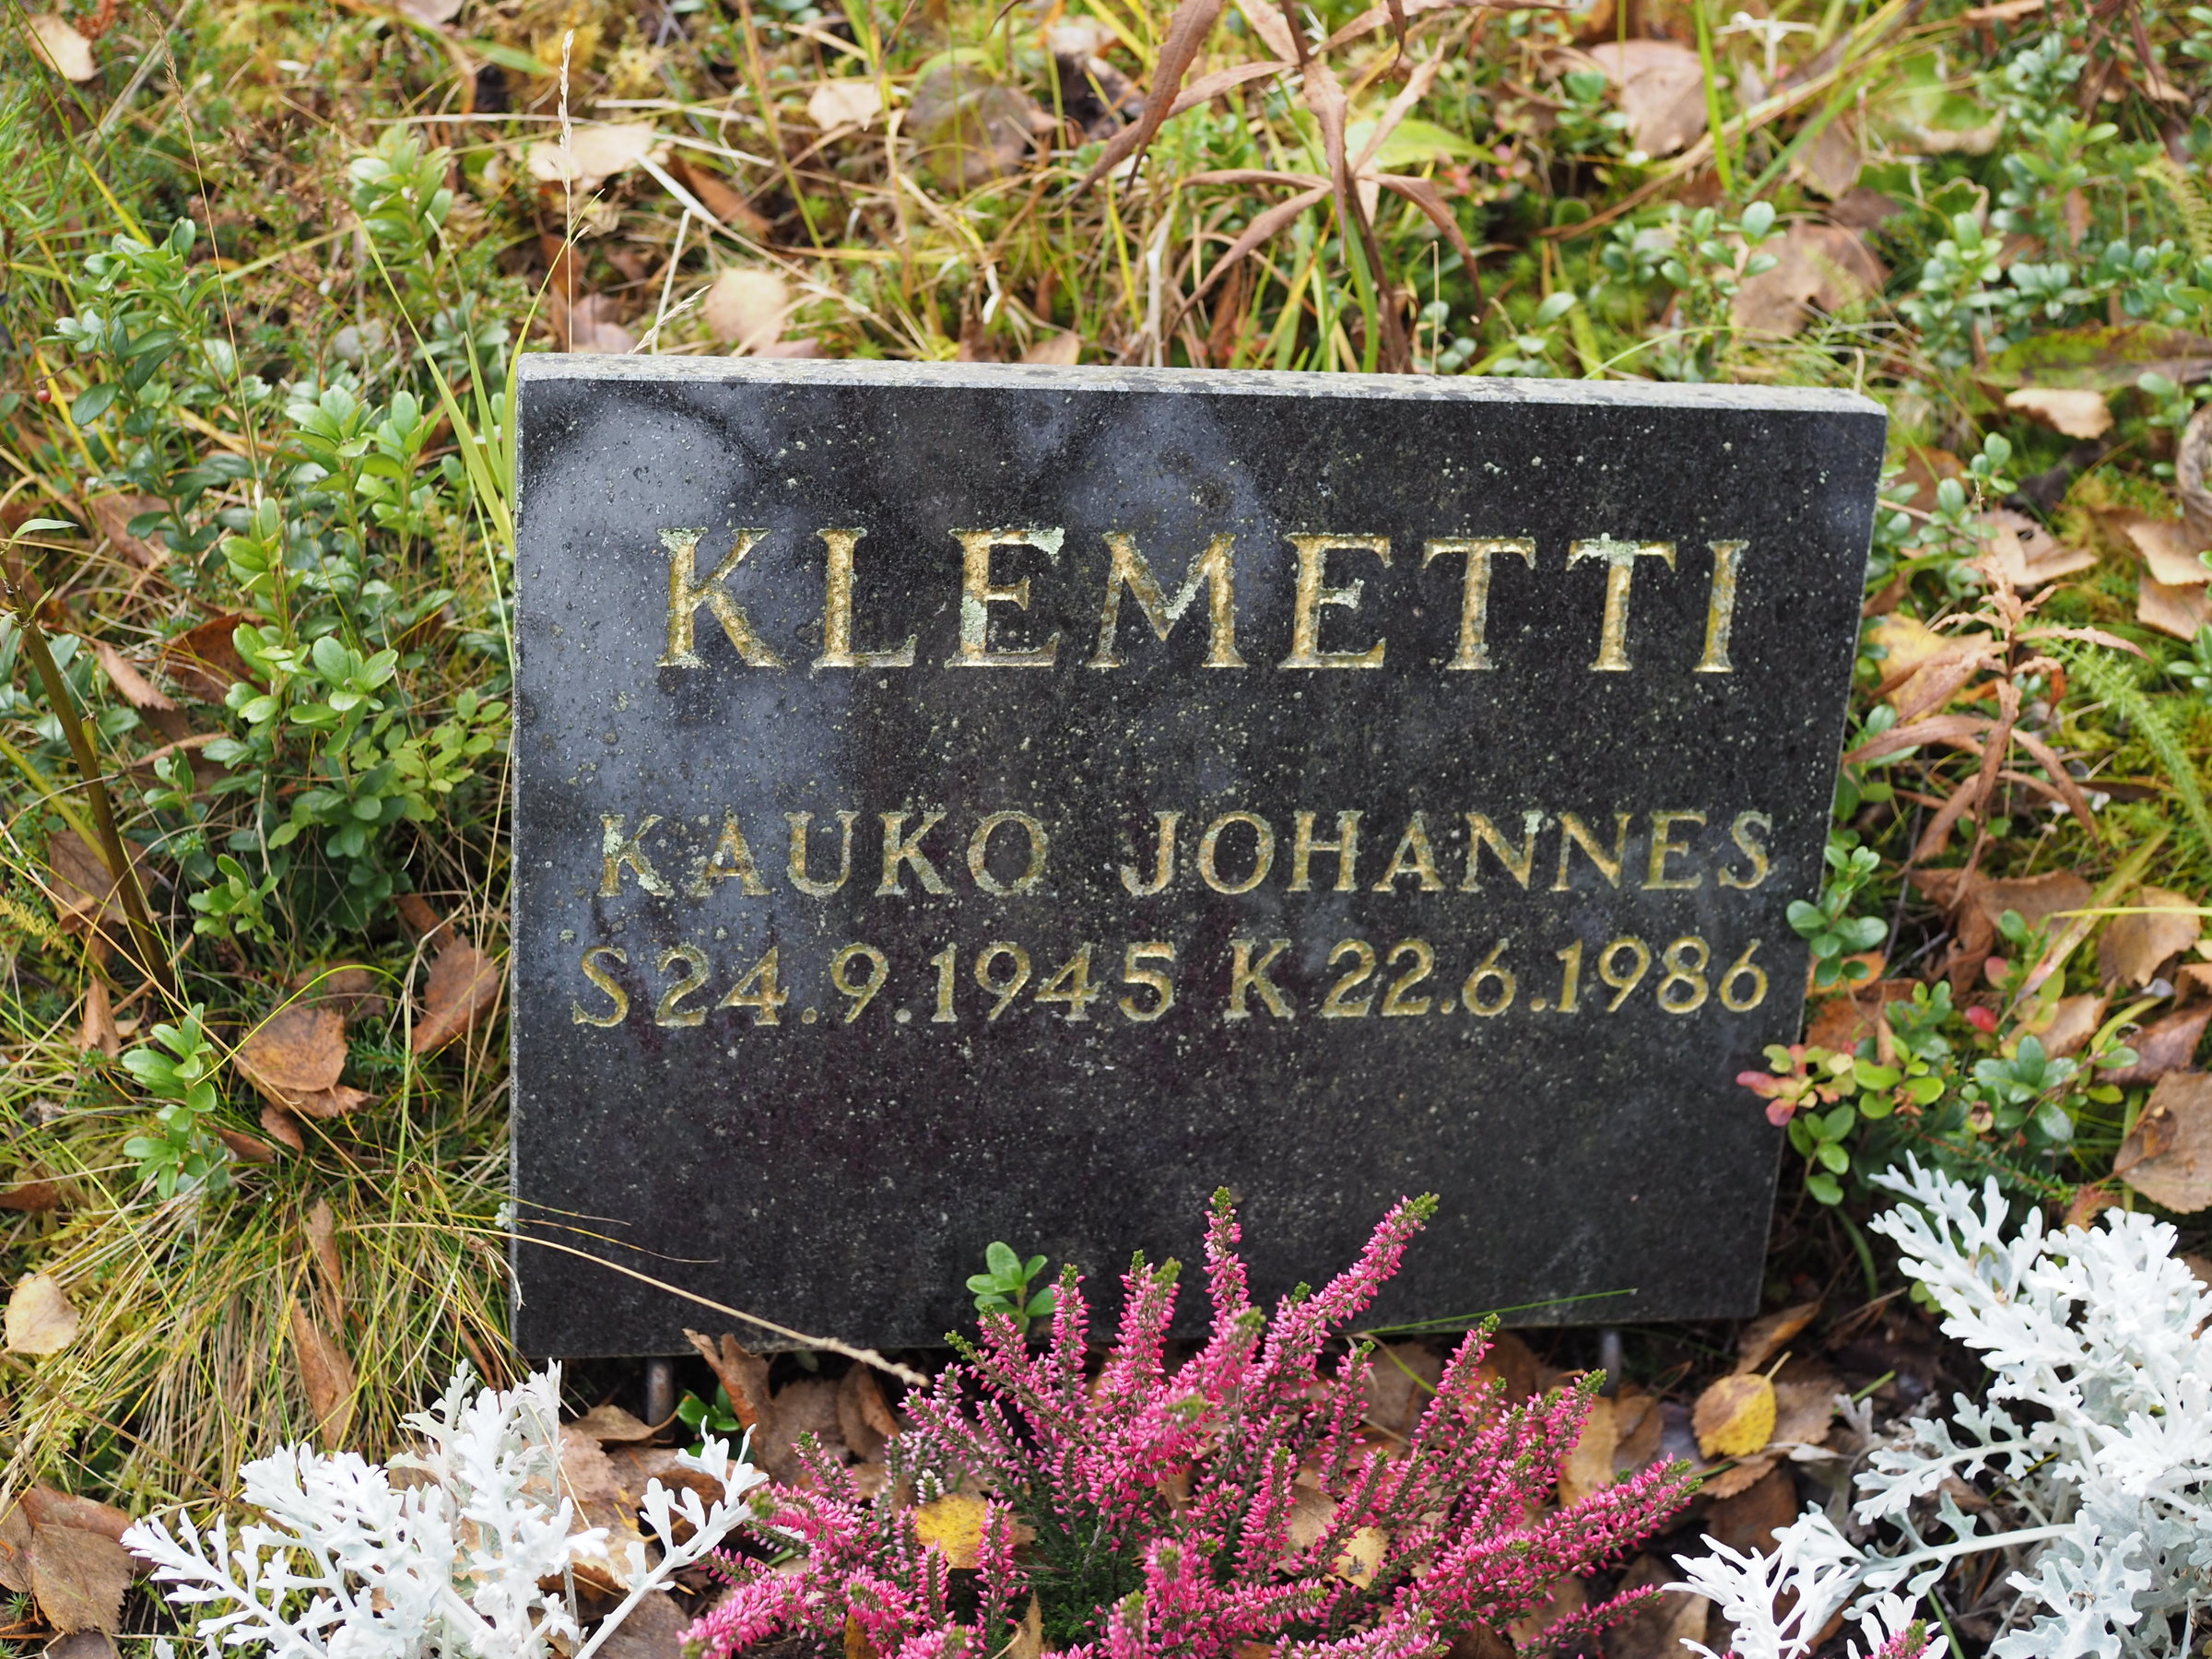 KLEMETTI
KAUKO JOHANNES
S 24.9.1945 K 22.6.1986